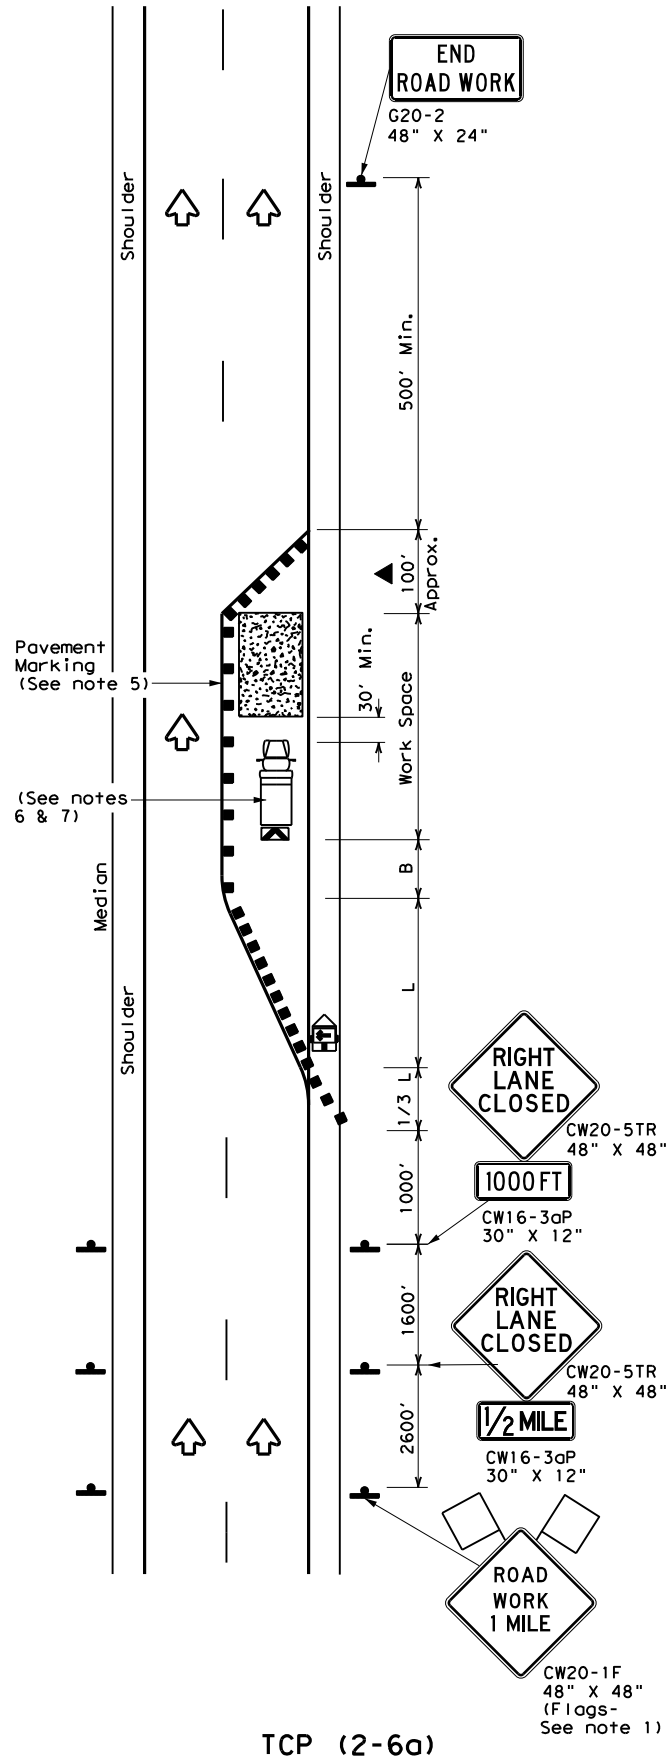 END
ROAD WORK
G20-2
48" X 24"
Shoulder
Shoulder
500' Min.
100'
Approx.
Pavement
Marking
(See note 5)
30' Min.
Work Space
(See notes
6 & 7)
B
Median
L
Shoulder
1/3 L
RIGHT
LANE
CLOSED
CW20-5TR
48" X 48"
1000 FT
CW16-3aP
30" X 12"
1000'
1600'
RIGHT
LANE
CLOSED
CW20-5TR
48" X 48"
1/2 MILE
CW16-3aP
30" X 12"
2600'
ROAD
WORK
1 MILE
CW20-1F
48" X 48"
(Flags-
See note 1)
TCP (2-6a)